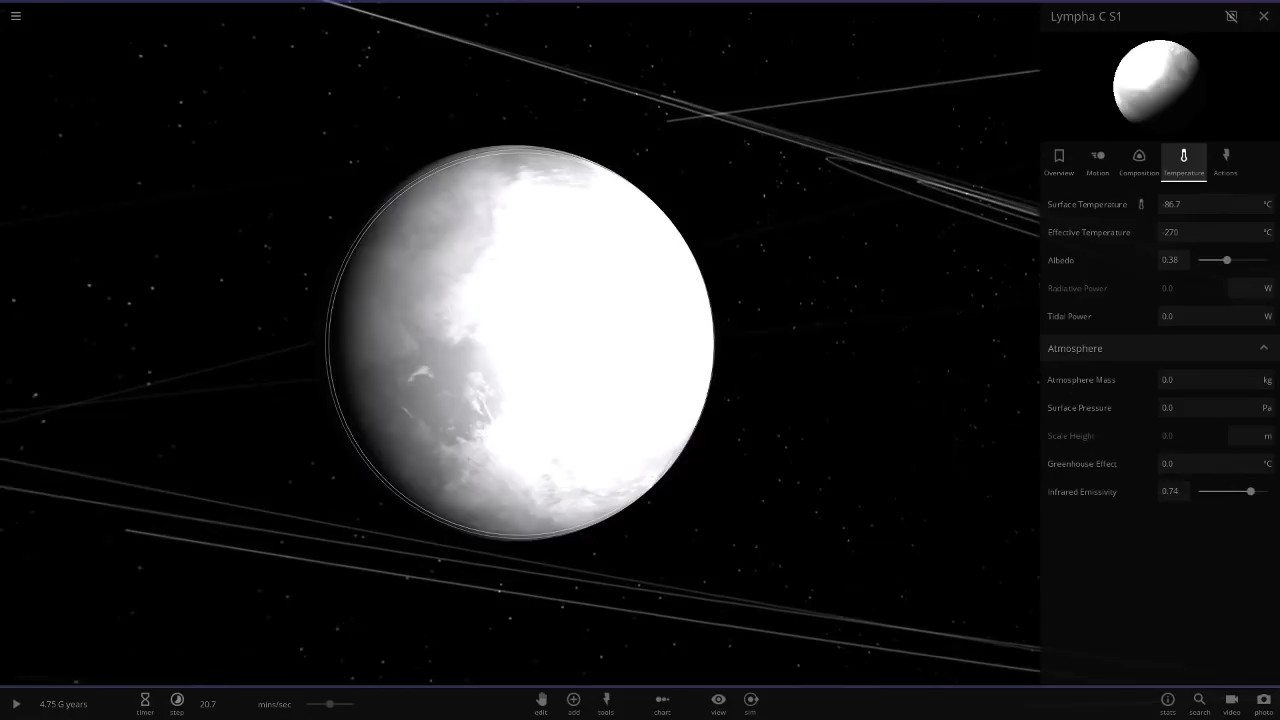 Lympha C S1
Overview Motion Composition Temperature Actions
Surface Temperature -86.7 °C
Effective Temperature -270 °C
Albedo 0.38
Radiative Power 0.0 W
Tidal Power 0.0 W
Atmosphere
Atmosphere Mass 0.0 kg
Surface Pressure 0.0 Pa
Scale Height 0.0 m
Greenhouse Effect 0.0 °C
Infrared Emissivity 0.74
4.75 G years timer step 20.7 mins/sec edit add tools chart view sim stats search video photo